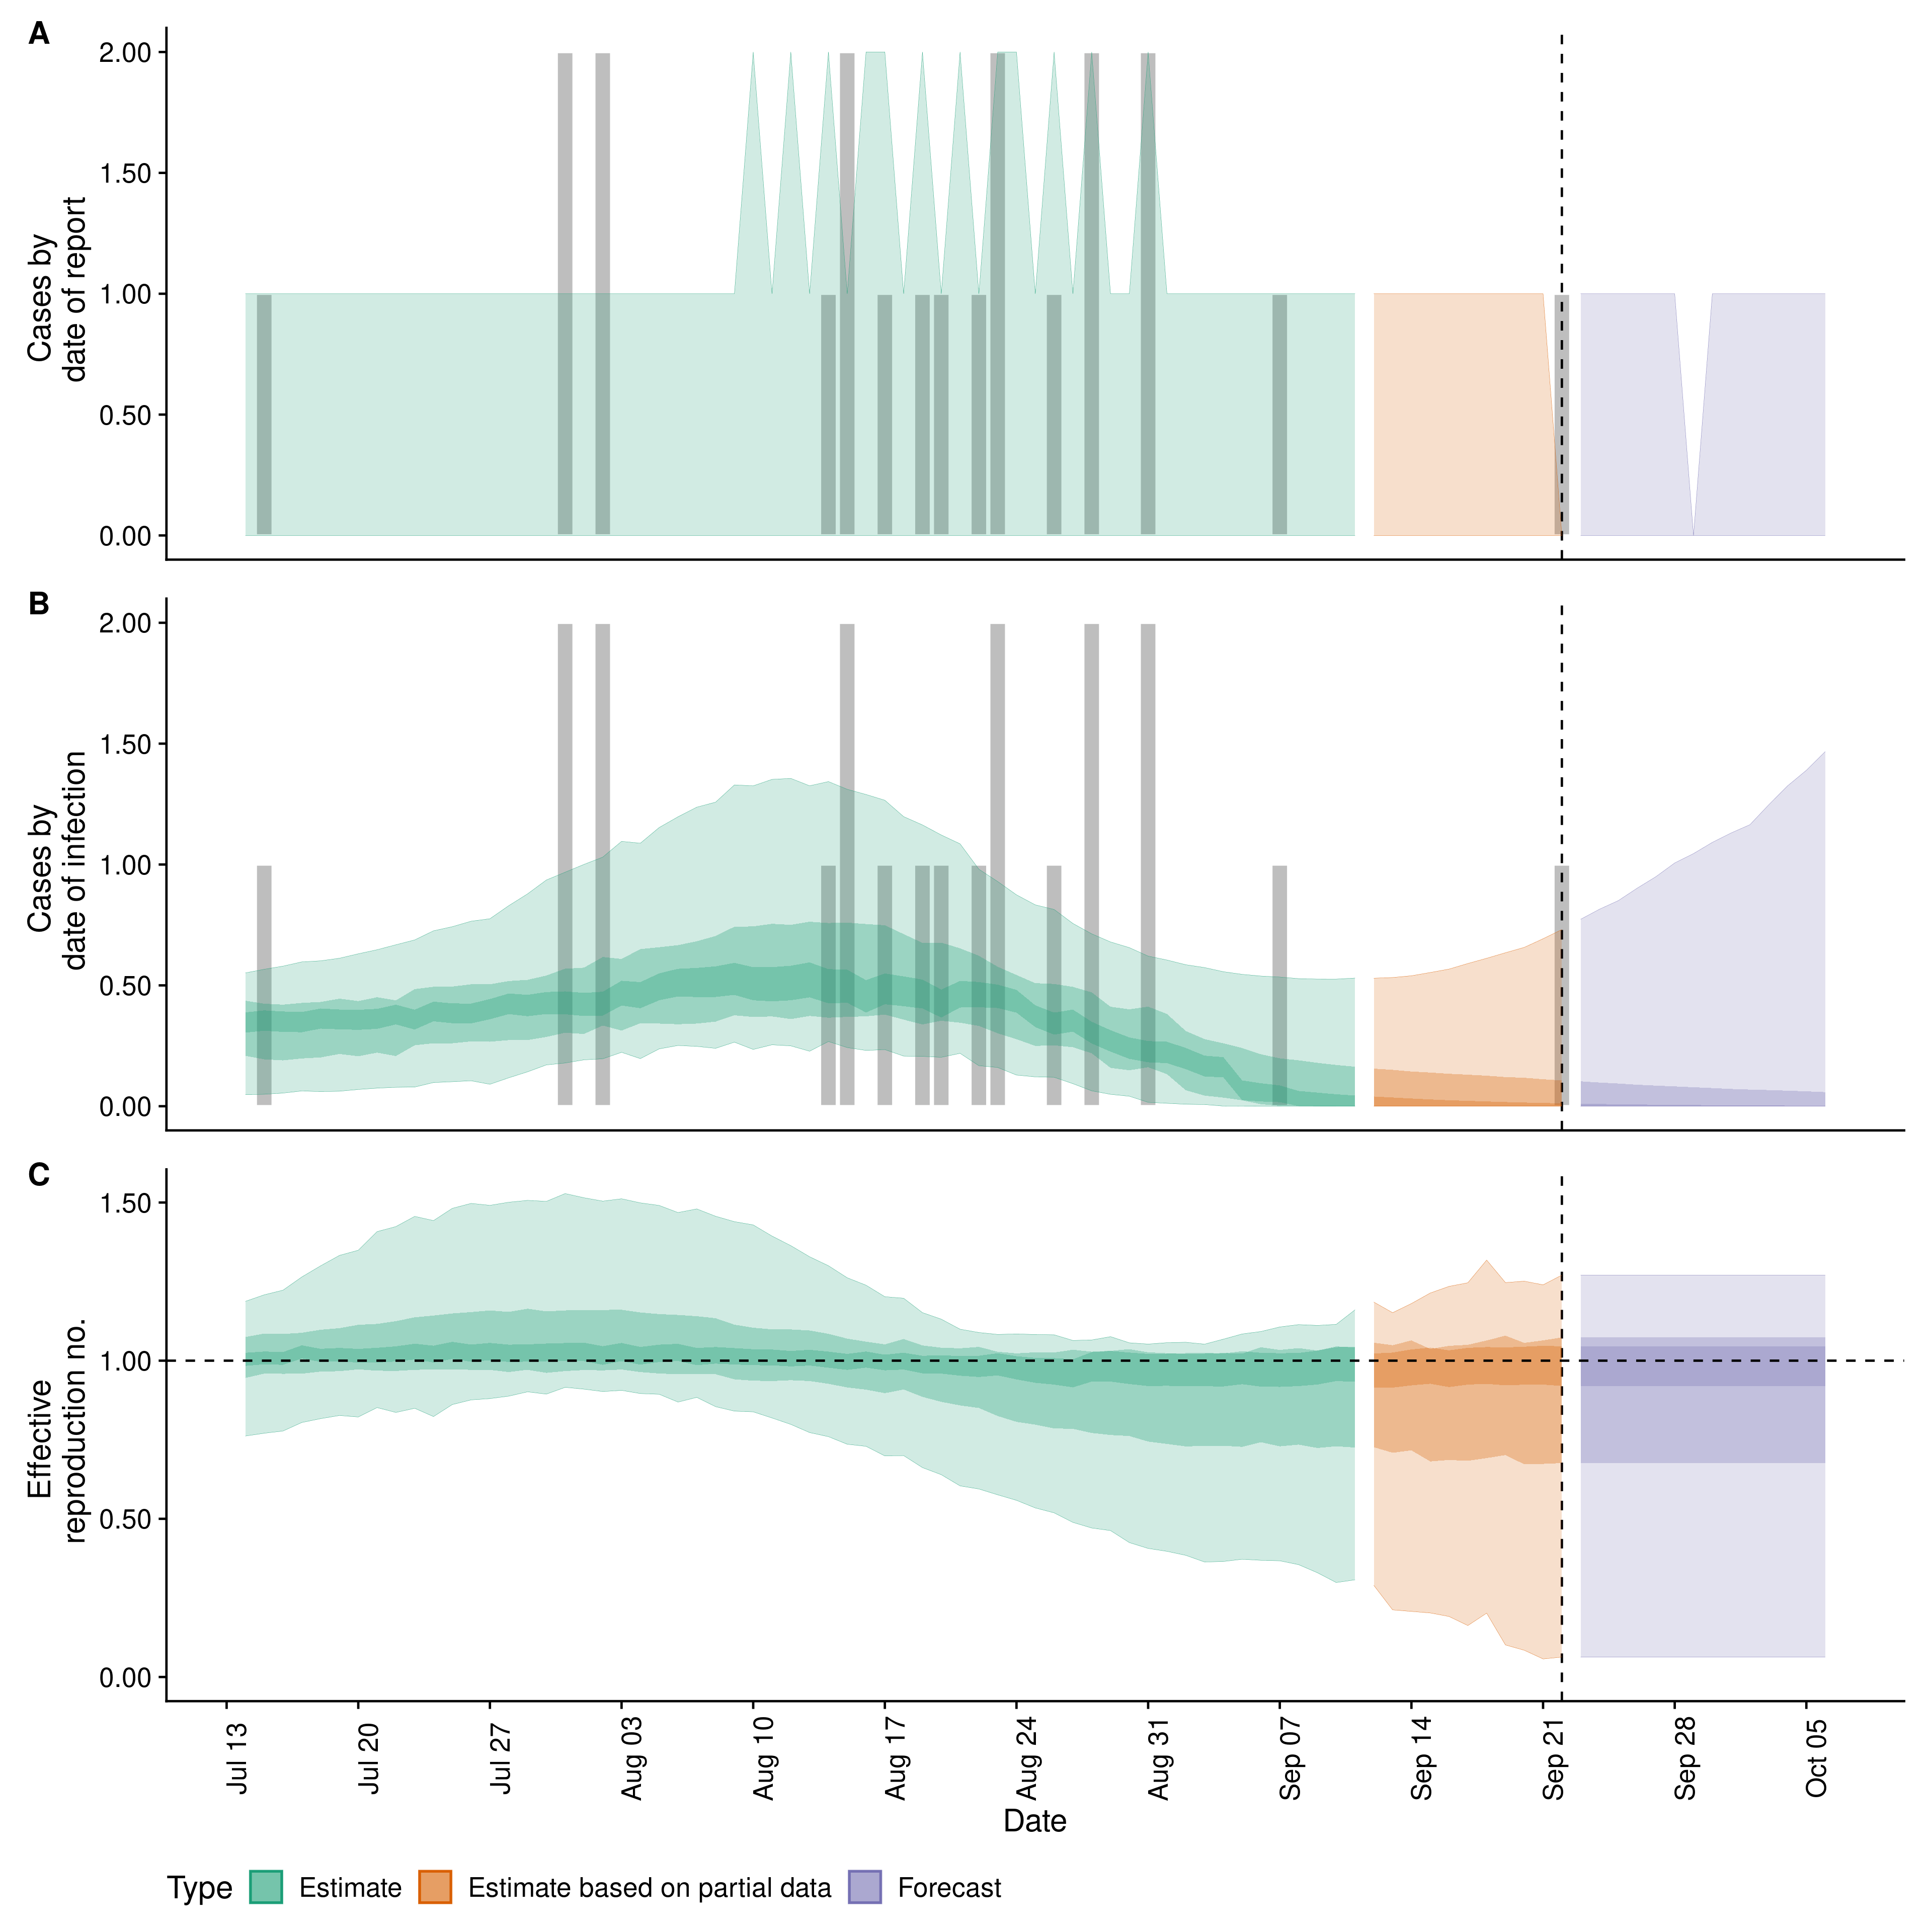 A
2.00
1.50
1.00
0.50
0.00
Cases by
date of report
B
2.00
1.50
1.00
0.50
0.00
Cases by
date of infection
C
1.50
1.00
0.50
0.00
Effective
reproduction no.
Jul 13
Jul 20
Jul 27
Aug 03
Aug 10
Aug 17
Aug 24
Aug 31
Sep 07
Sep 14
Sep 21
Sep 28
Oct 05
Date
Type Estimate Estimate based on partial data Forecast